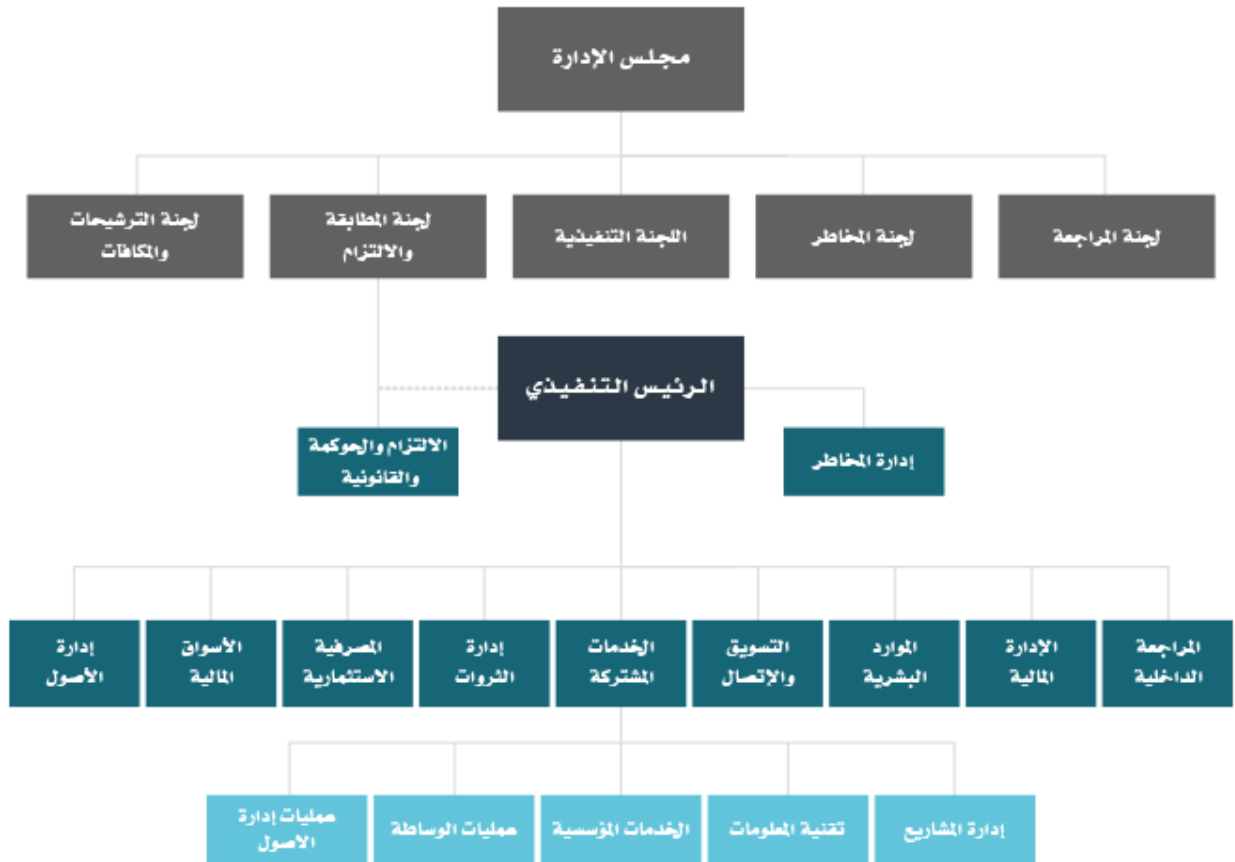 مجلس الإدارة
لجنة المراجعة
لجنة المخاطر
اللجنة التنفيذية
لجنة المطابقة
والالتزام
لجنة الترشيحات
والمكافآت
الرئيس التنفيذي
إدارة المخاطر
الالتزام والحوكمة
والقانونية
المراجعة
الداخلية
الإدارة
المالية
الموارد
البشرية
التسويق
والإتصال
الخدمات
المشتركة
إدارة
الثروات
المصرفية
الاستثمارية
الأسواق
المالية
إدارة
الأصول
إدارة المشاريع
تقنية المعلومات
الخدمات المؤسسية
عمليات الوساطة
عمليات إدارة
الاصول